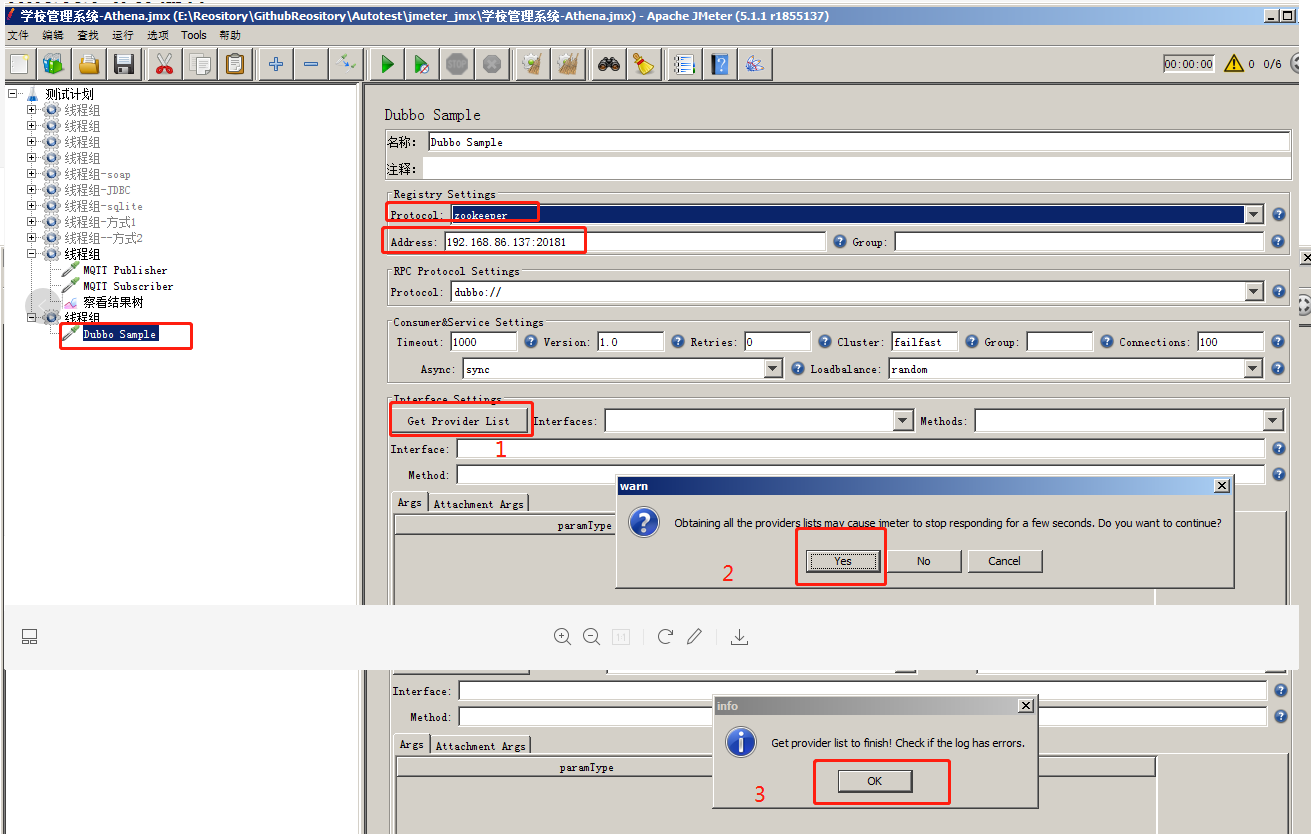 学校管理系统-Athena.jmx (E:\Reository\GithubReository\Autotest\jmeter_jmx\学校管理系统-Athena.jmx) - Apache JMeter (5.1.1 r1855137)
文件 编辑 查找 运行 选项 Tools 帮助
00:00:00 0 0/6
测试计划
线程组
线程组
线程组
线程组
线程组-soap
线程组-JDBC
线程组-sqlite
线程组-方式1
线程组--方式2
线程组
MQTT Publisher
MQTT Subscriber
察看结果树
线程组
Dubbo Sample
Dubbo Sample
名称: Dubbo Sample
注释:
Registry Settings
Protocol: zookeeper
Address: 192.168.86.137:20181 Group:
RPC Protocol Settings
Protocol: dubbo://
Consumer&Service Settings
Timeout: 1000 Version: 1.0 Retries: 0 Cluster: failfast Group: Connections: 100
Async: sync Loadbalance: random
Interface Settings
Get Provider List Interfaces: Methods:
1
Interface:
Method:
Args Attachment Args
paramType
warn
Obtaining all the providers lists may cause jmeter to stop responding for a few seconds. Do you want to continue?
Yes No Cancel
2
1:1
Interface:
Method:
Args Attachment Args
paramType
info
Get provider list to finish! Check if the log has errors.
OK
3